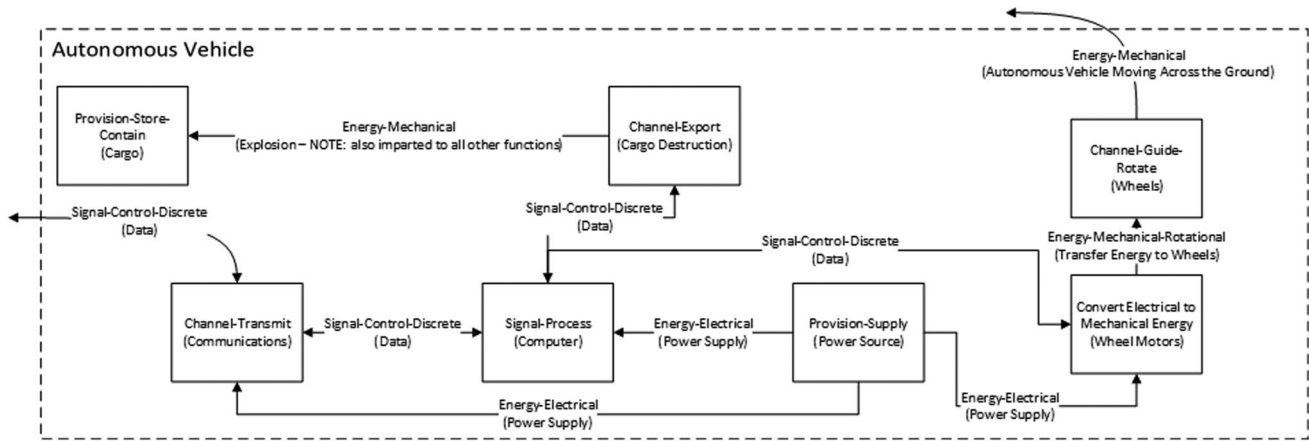 Autonomous Vehicle
Energy-Mechanical
(Autonomous Vehicle Moving Across the Ground)
Provision-Store-
Contain
(Cargo)
Energy-Mechanical
(Explosion – NOTE: also imparted to all other functions)
Channel-Export
(Cargo Destruction)
Channel-Guide-
Rotate
(Wheels)
Signal-Control-Discrete
(Data)
Signal-Control-Discrete
(Data)
Signal-Control-Discrete
(Data)
Energy-Mechanical-Rotational
(Transfer Energy to Wheels)
Channel-Transmit
(Communications)
Signal-Control-Discrete
(Data)
Signal-Process
(Computer)
Energy-Electrical
(Power Supply)
Provision-Supply
(Power Source)
Convert Electrical to
Mechanical Energy
(Wheel Motors)
Energy-Electrical
(Power Supply)
Energy-Electrical
(Power Supply)